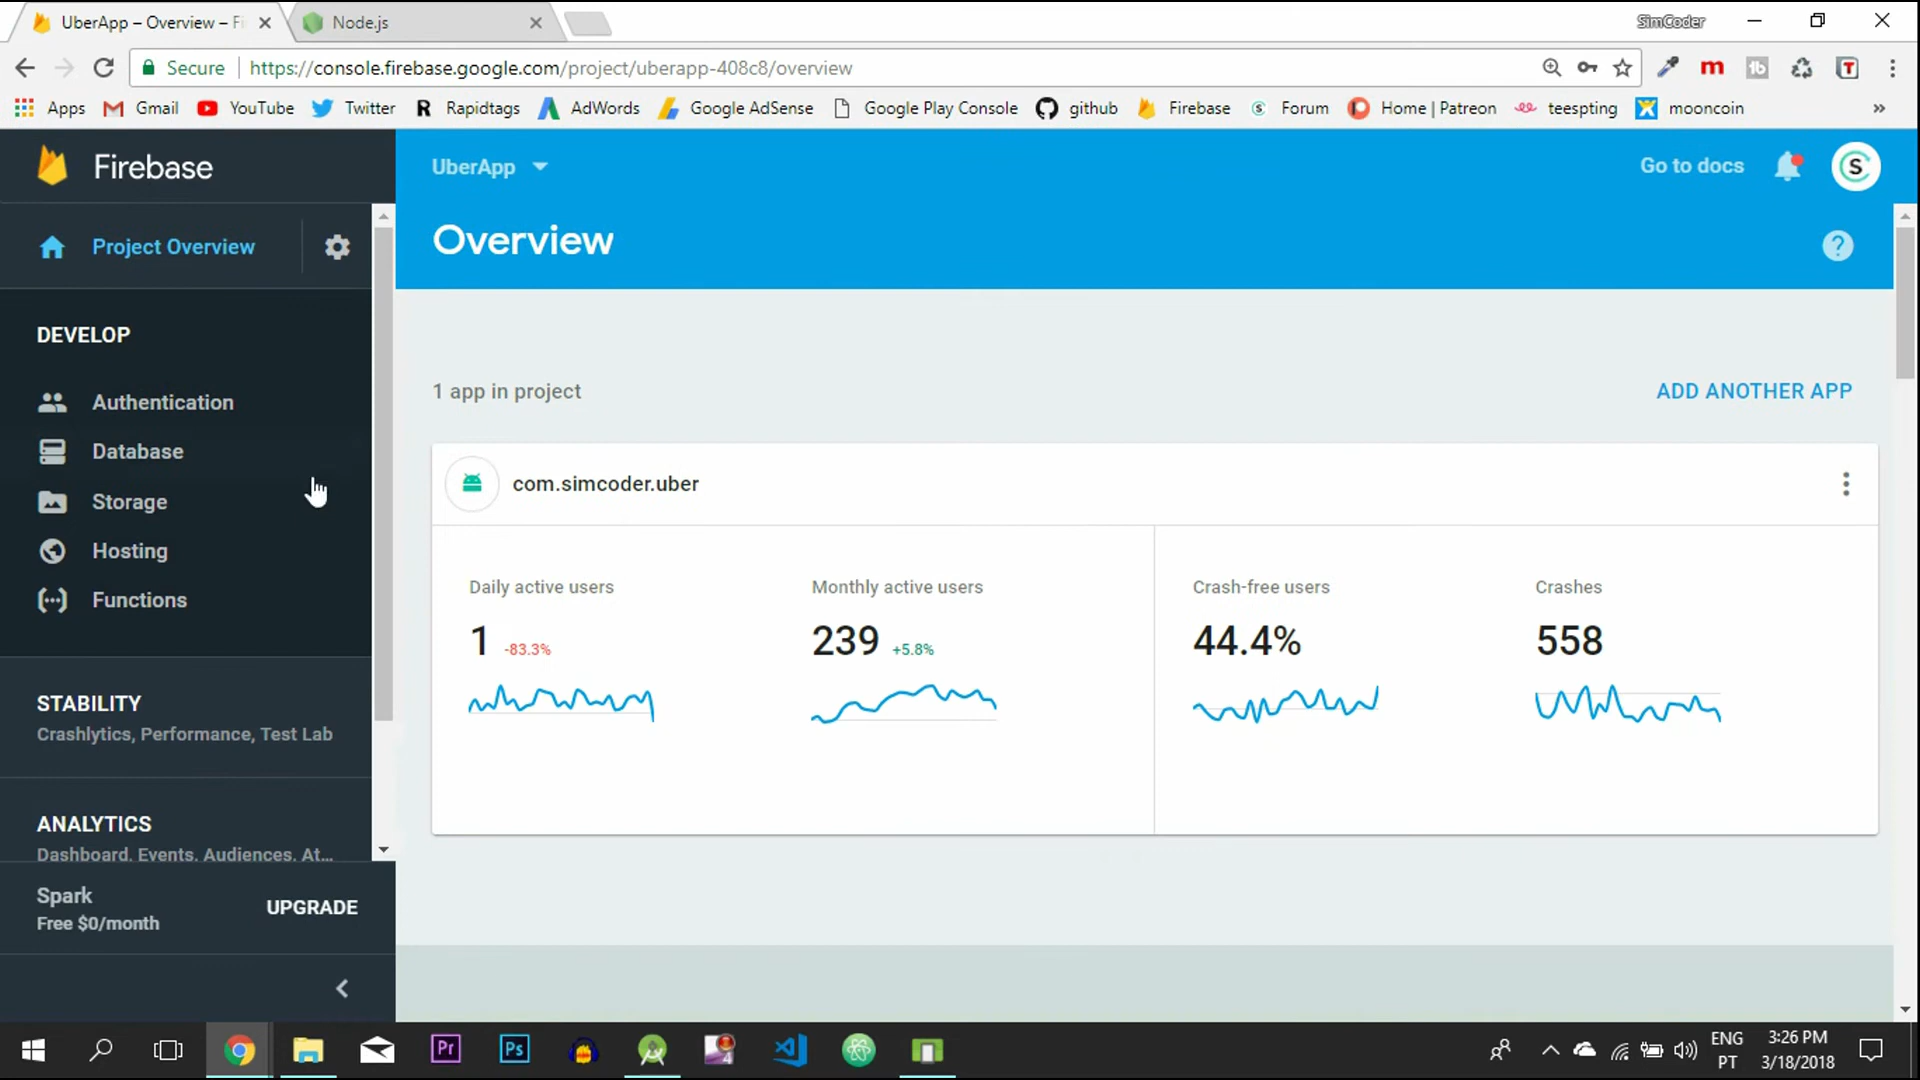 UberApp – Overview – Fi
Node.js
SimCoder
Secure
https://console.firebase.google.com/project/uberapp-408c8/overview
Apps
Gmail
YouTube
Twitter
Rapidtags
AdWords
Google AdSense
Google Play Console
github
Firebase
Forum
Home | Patreon
teespting
mooncoin
»
Firebase
UberApp
Go to docs
Project Overview
Overview
DEVELOP
Authentication
Database
Storage
Hosting
Functions
1 app in project
ADD ANOTHER APP
com.simcoder.uber
Daily active users
1 -83.3%
Monthly active users
239 +5.8%
Crash-free users
44.4%
Crashes
558
STABILITY
Crashlytics, Performance, Test Lab
ANALYTICS
Dashboard, Events, Audiences, At...
Spark
Free $0/month
UPGRADE
Pr
Ps
4
ENG
PT
3:26 PM
3/18/2018